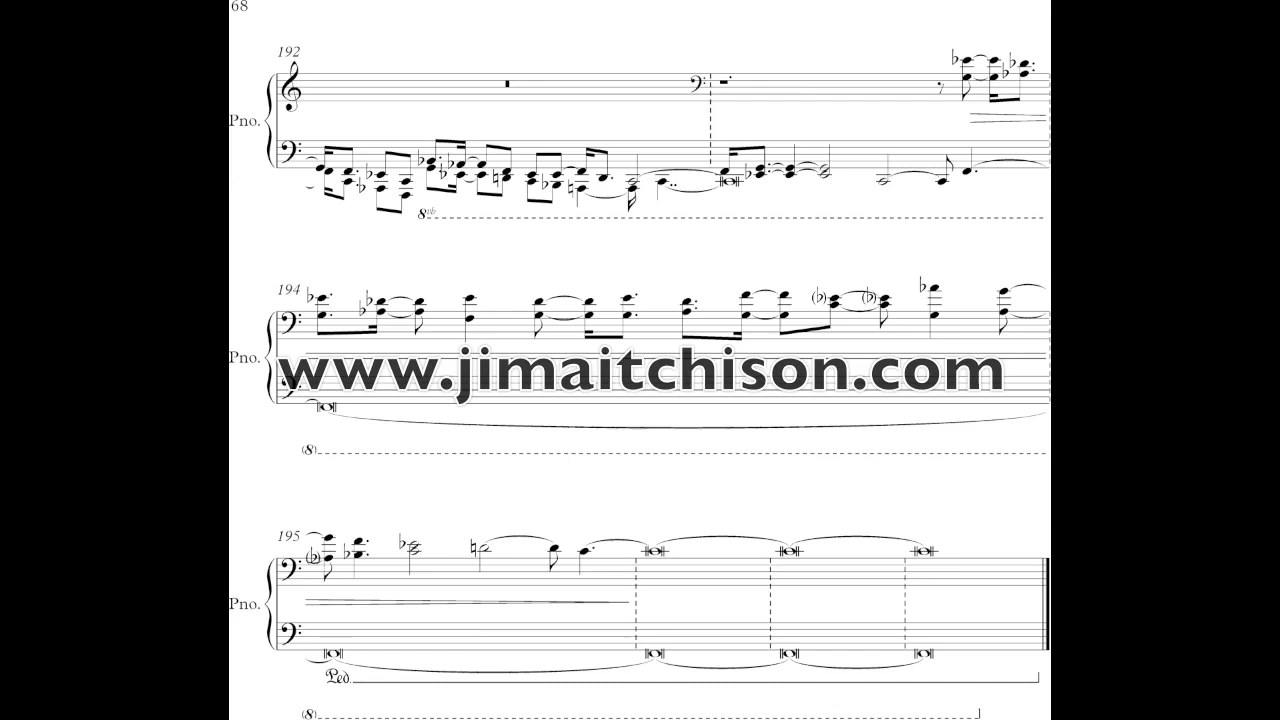 68
192
Pno.
8vb
194
Pno.
www.jimaitchison.com
(8)
195
Pno.
Ped.
(8)